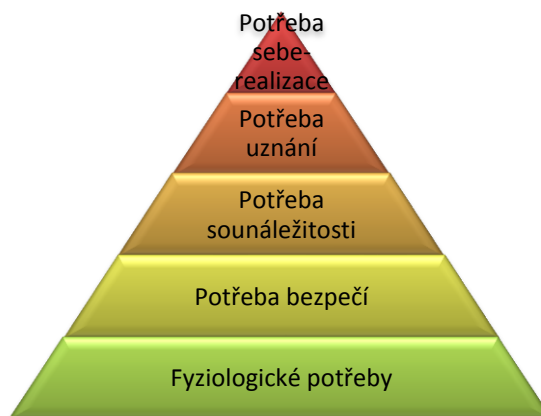 Potřeba
sebe-
realizace
Potřeba
uznání
Potřeba
sounáležitosti
Potřeba bezpečí
Fyziologické potřeby